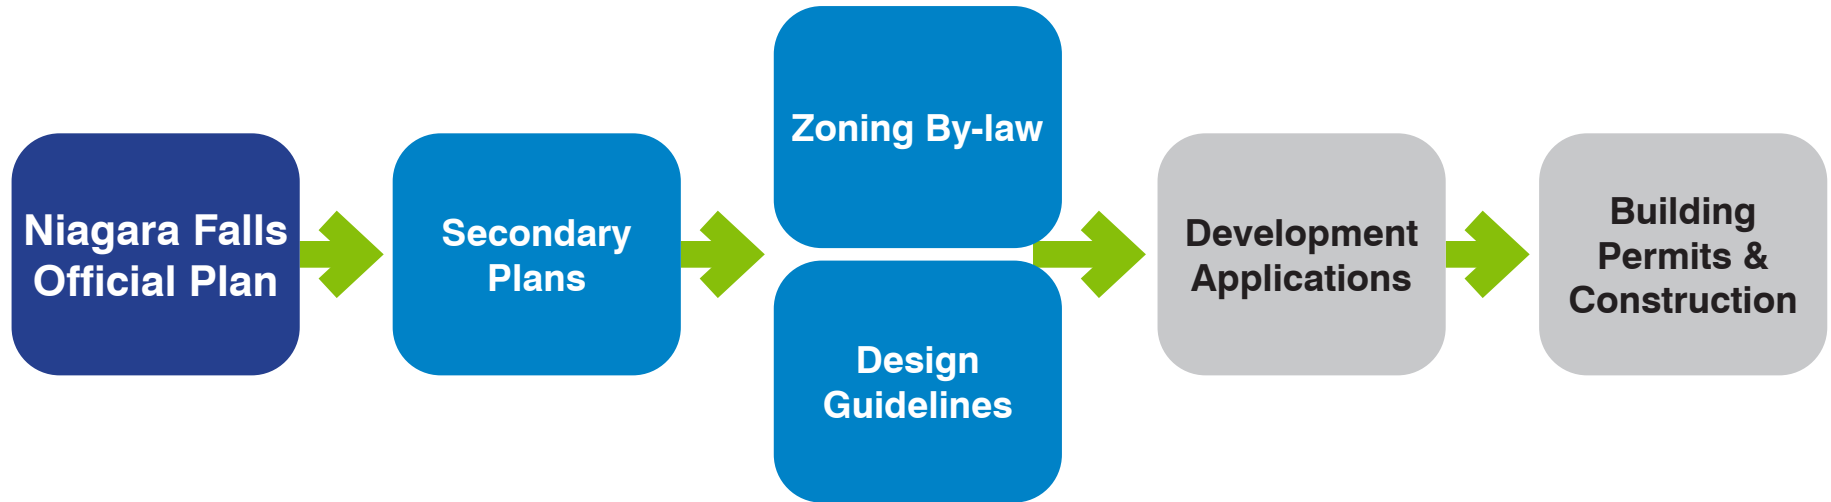 Niagara Falls
Official Plan
Secondary
Plans
Zoning By-law
Design
Guidelines
Development
Applications
Building
Permits &
Construction